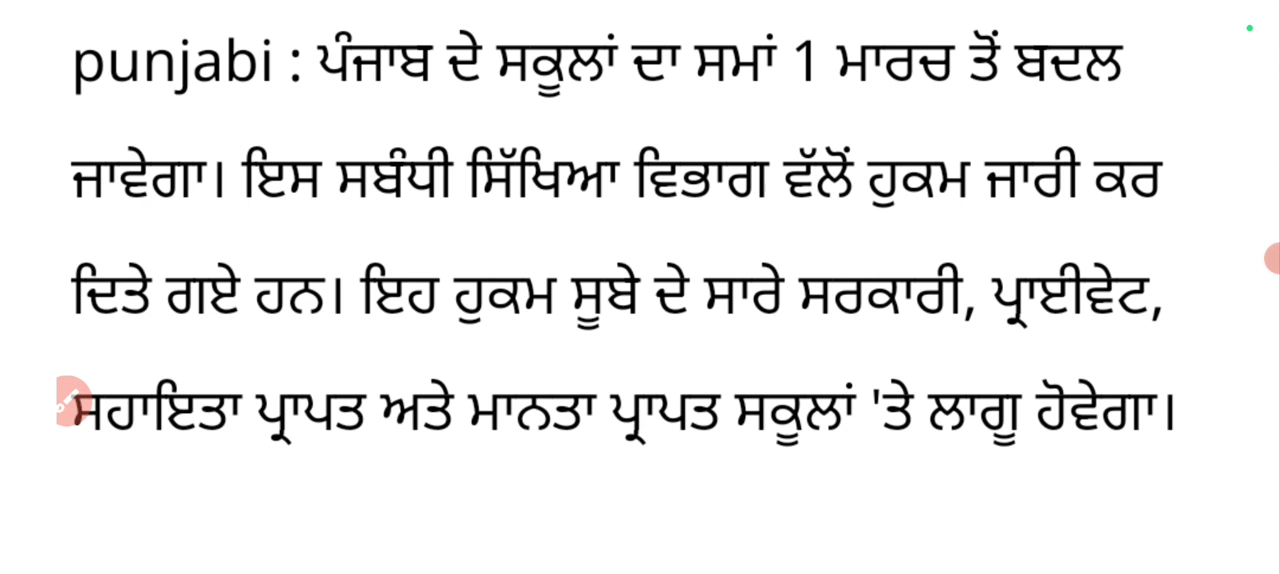 punjabi : ਪੰਜਾਬ ਦੇ ਸਕੂਲਾਂ ਦਾ ਸਮਾਂ 1 ਮਾਰਚ ਤੋਂ ਬਦਲ
ਜਾਵੇਗਾ। ਇਸ ਸਬੰਧੀ ਸਿੱਖਿਆ ਵਿਭਾਗ ਵੱਲੋਂ ਹੁਕਮ ਜਾਰੀ ਕਰ
ਦਿਤੇ ਗਏ ਹਨ। ਇਹ ਹੁਕਮ ਸੂਬੇ ਦੇ ਸਾਰੇ ਸਰਕਾਰੀ, ਪ੍ਰਾਈਵੇਟ,
ਸਹਾਇਤਾ ਪ੍ਰਾਪਤ ਅਤੇ ਮਾਨਤਾ ਪ੍ਰਾਪਤ ਸਕੂਲਾਂ 'ਤੇ ਲਾਗੂ ਹੋਵੇਗਾ।